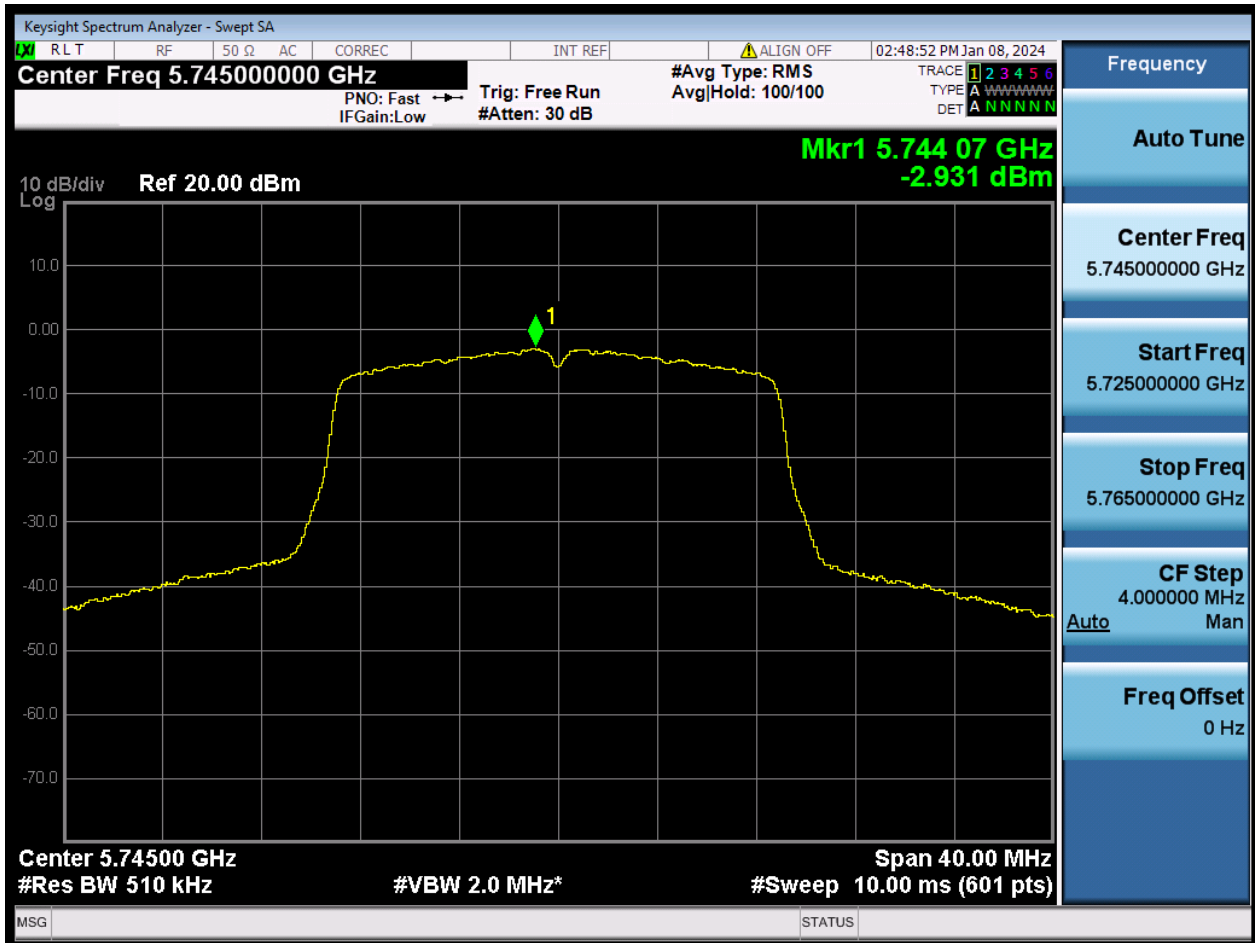 Keysight Spectrum Analyzer - Swept SA
LXI RLT RF 50 Ω AC CORREC INT REF ALIGN OFF 02:48:52 PM Jan 08, 2024
Center Freq 5.745000000 GHz
PNO: Fast
IFGain:Low
Trig: Free Run
#Atten: 30 dB
#Avg Type: RMS
Avg|Hold: 100/100
TRACE 1 2 3 4 5 6
TYPE A WWWWW
DET A N N N N N
Mkr1 5.744 07 GHz
-2.931 dBm
10 dB/div
Log
Ref 20.00 dBm
10.0
0.00
-10.0
-20.0
-30.0
-40.0
-50.0
-60.0
-70.0
1
Center 5.74500 GHz
Span 40.00 MHz
#Res BW 510 kHz
#VBW 2.0 MHz*
#Sweep 10.00 ms (601 pts)
MSG
STATUS
Frequency
Auto Tune
Center Freq
5.745000000 GHz
Start Freq
5.725000000 GHz
Stop Freq
5.765000000 GHz
CF Step
4.000000 MHz
Auto Man
Freq Offset
0 Hz